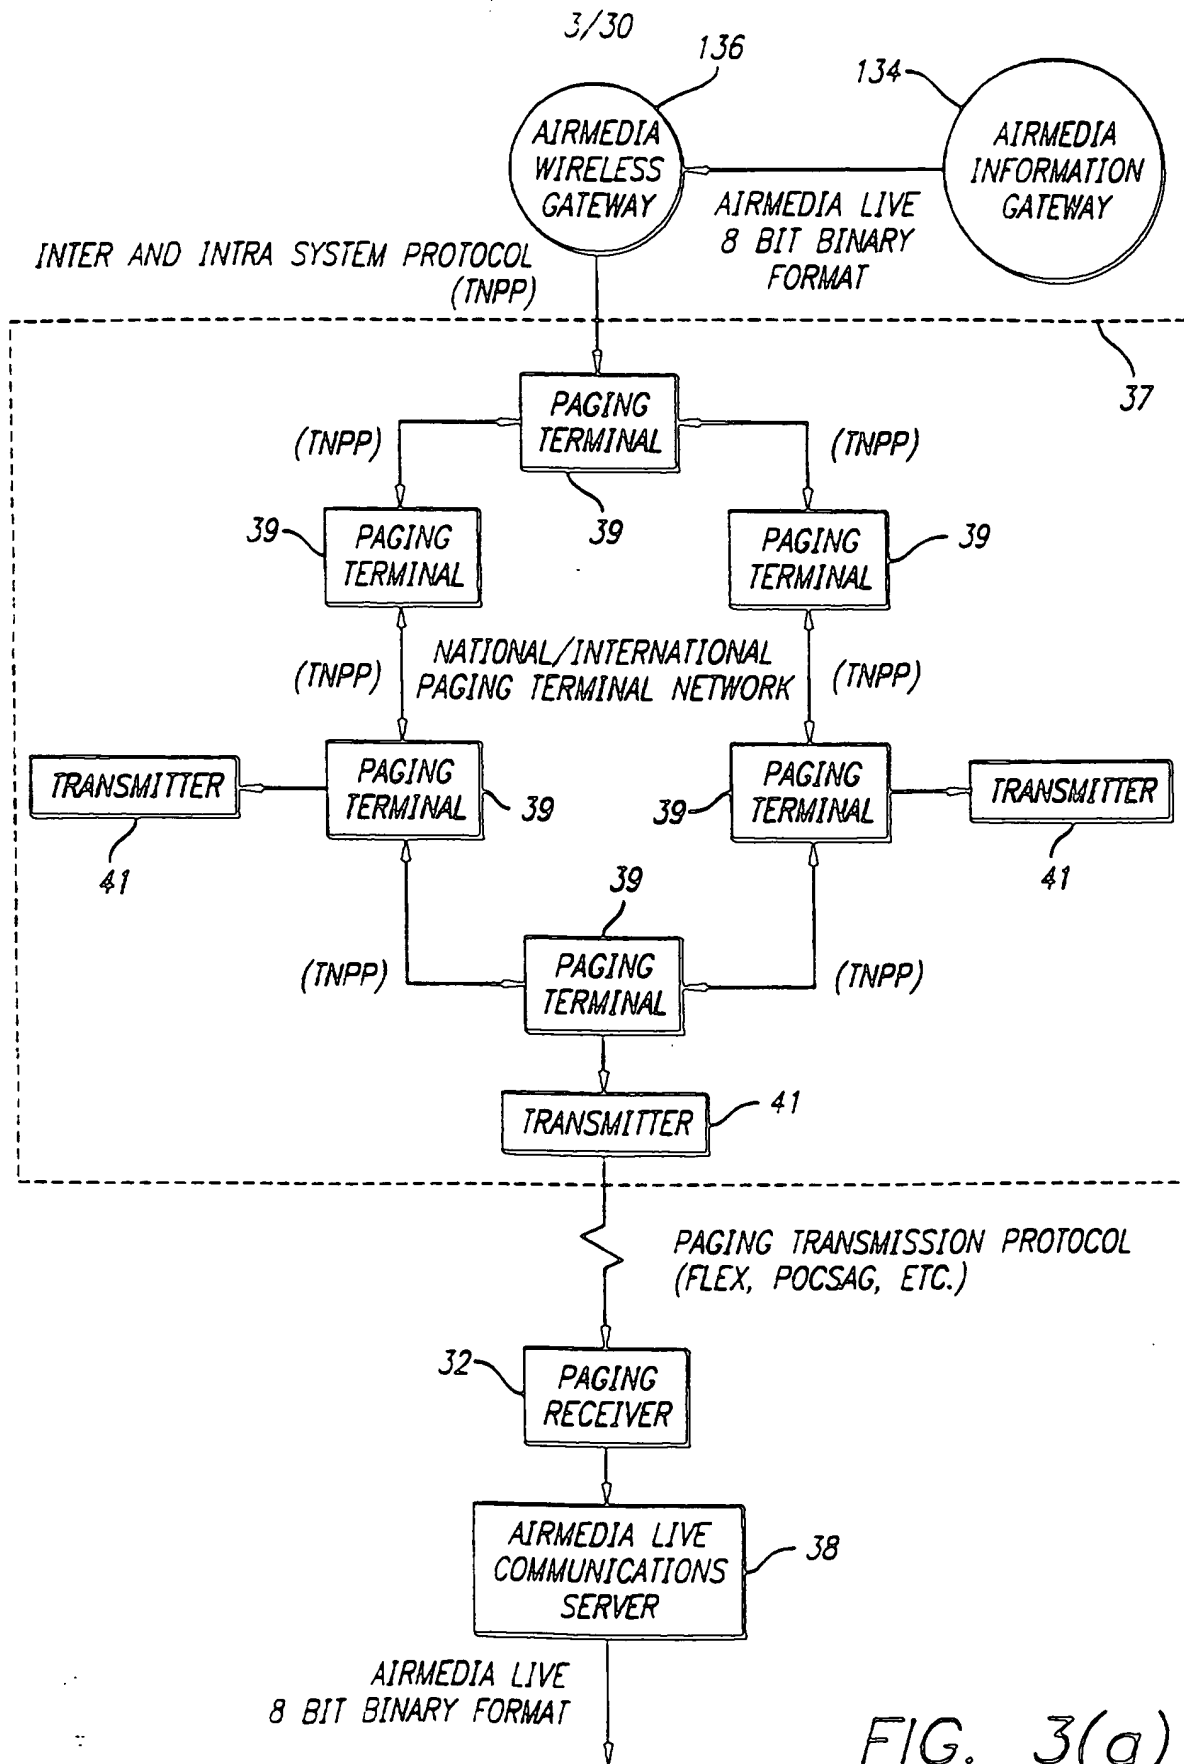 3/30
136
134
AIRMEDIA
WIRELESS
GATEWAY
AIRMEDIA
INFORMATION
GATEWAY
AIRMEDIA LIVE
8 BIT BINARY
FORMAT
INTER AND INTRA SYSTEM PROTOCOL
(TNPP)
37
PAGING
TERMINAL
39
(TNPP)
(TNPP)
39
PAGING
TERMINAL
PAGING
TERMINAL
39
NATIONAL/INTERNATIONAL
PAGING TERMINAL NETWORK
(TNPP)
(TNPP)
TRANSMITTER
41
PAGING
TERMINAL
39
39
PAGING
TERMINAL
TRANSMITTER
41
39
PAGING
TERMINAL
(TNPP)
(TNPP)
TRANSMITTER
41
PAGING TRANSMISSION PROTOCOL
(FLEX, POCSAG, ETC.)
32
PAGING
RECEIVER
AIRMEDIA LIVE
COMMUNICATIONS
SERVER
38
AIRMEDIA LIVE
8 BIT BINARY FORMAT
FIG. 3(a)